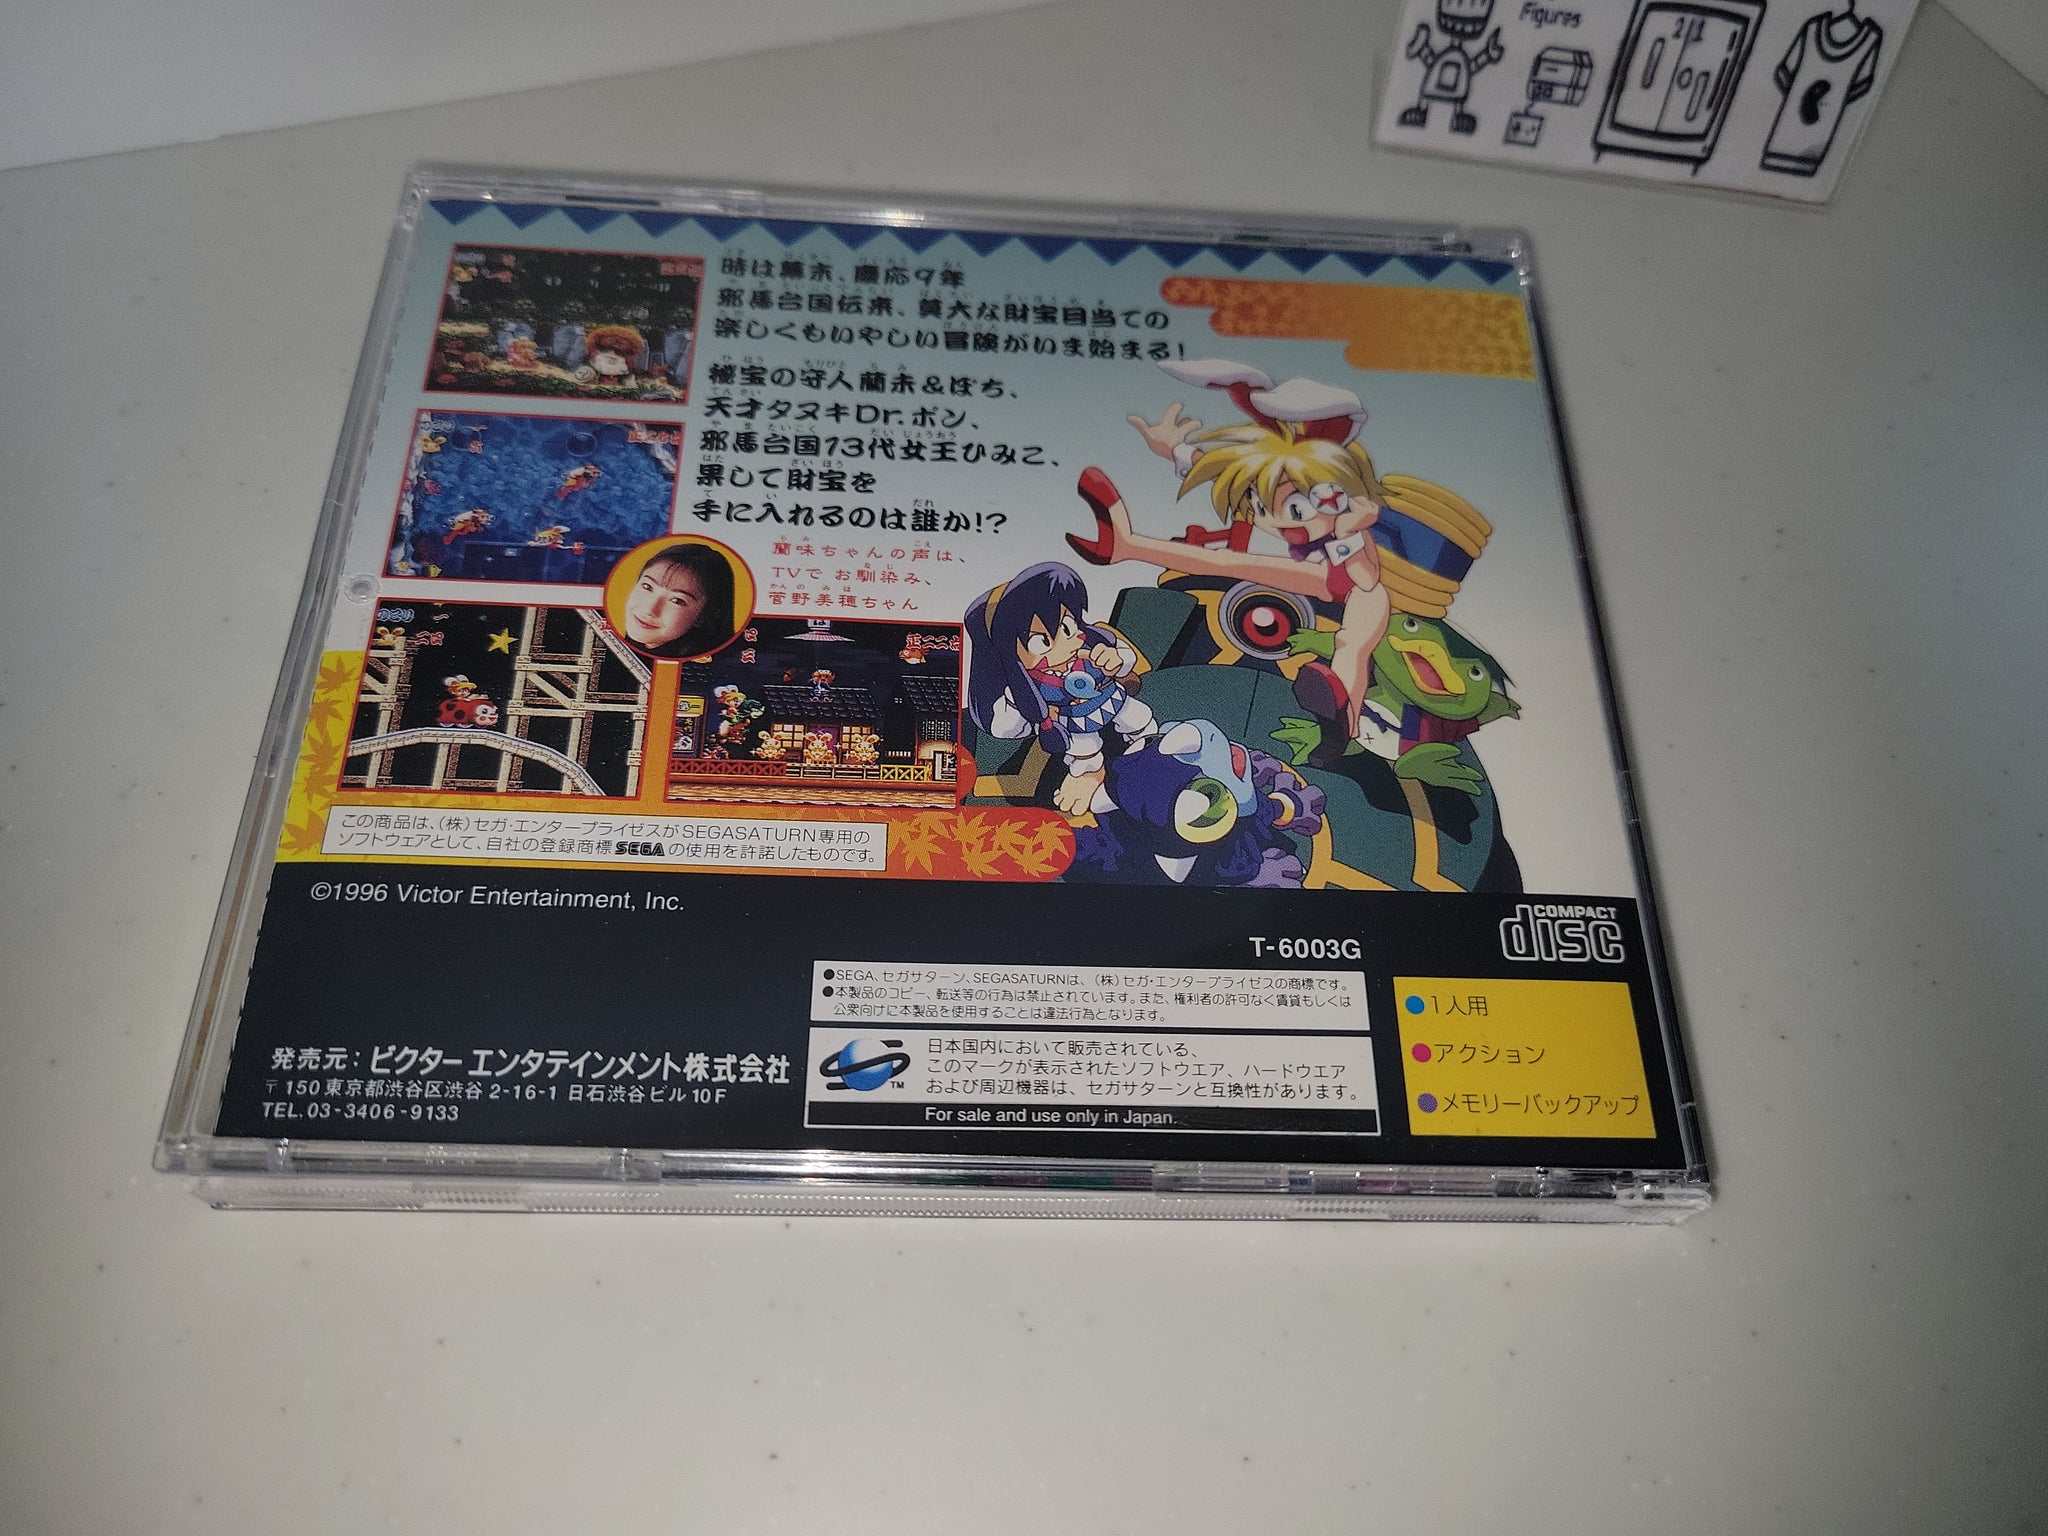 Figures
時は幕末、慶応9年
邪馬台国伝来、莫大な財宝目当ての
楽しくもいやしい冒険がいま始まる!
秘宝の守人蘭未&ぽち、
天才タヌキDr.ポン、
邪馬台国13代女王ひみこ、
果して財宝を
手に入れるのは誰か!?
蘭味ちゃんの声は、
TVで お馴染み、
菅野美穂ちゃん
この商品は、(株)セガ・エンタープライゼスがSEGASATURN専用の
ソフトウェアとして、自社の登録商標SEGAの使用を許諾したものです。
©1996 Victor Entertainment, Inc.
T-6003G
COMPACT
disc
●SEGA、セガサターン、SEGASATURNは、(株)セガ・エンタープライゼスの商標です。
●本製品のコピー、転送等の行為は禁止されています。また、権利者の許可なく賃貸もしくは
公衆向けに本製品を使用することは違法行為となります。
日本国内において販売されている、
このマークが表示されたソフトウエア、ハードウエア
および周辺機器は、セガサターンと互換性があります。
TM
For sale and use only in Japan.
●1人用
●アクション
●メモリーバックアップ
発売元：ビクター エンタテインメント株式会社
〒150 東京都渋谷区渋谷 2-16-1 日石渋谷ビル10F
TEL.03-3406-9133